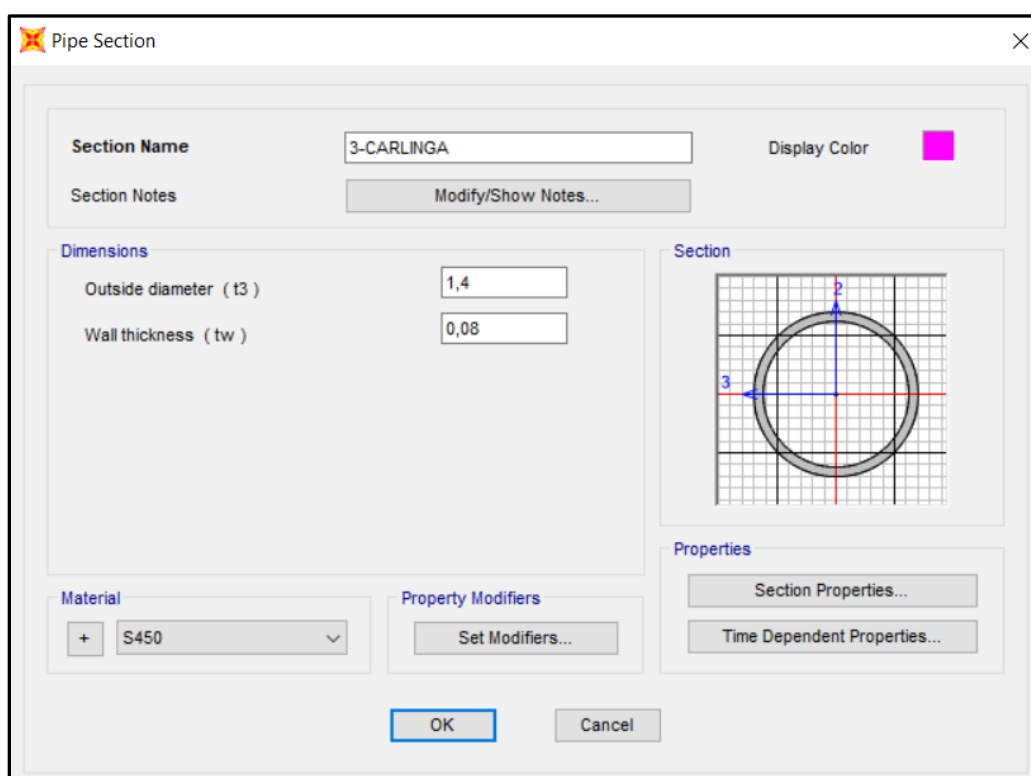 Pipe Section
Section Name
3-CARLINGA
Display Color
Section Notes
Modify/Show Notes...
Dimensions
Outside diameter ( t3 )
1,4
Wall thickness ( tw )
0,08
Section
2
3
Properties
Section Properties...
Time Dependent Properties...
Material
+
S450
Property Modifiers
Set Modifiers...
OK
Cancel